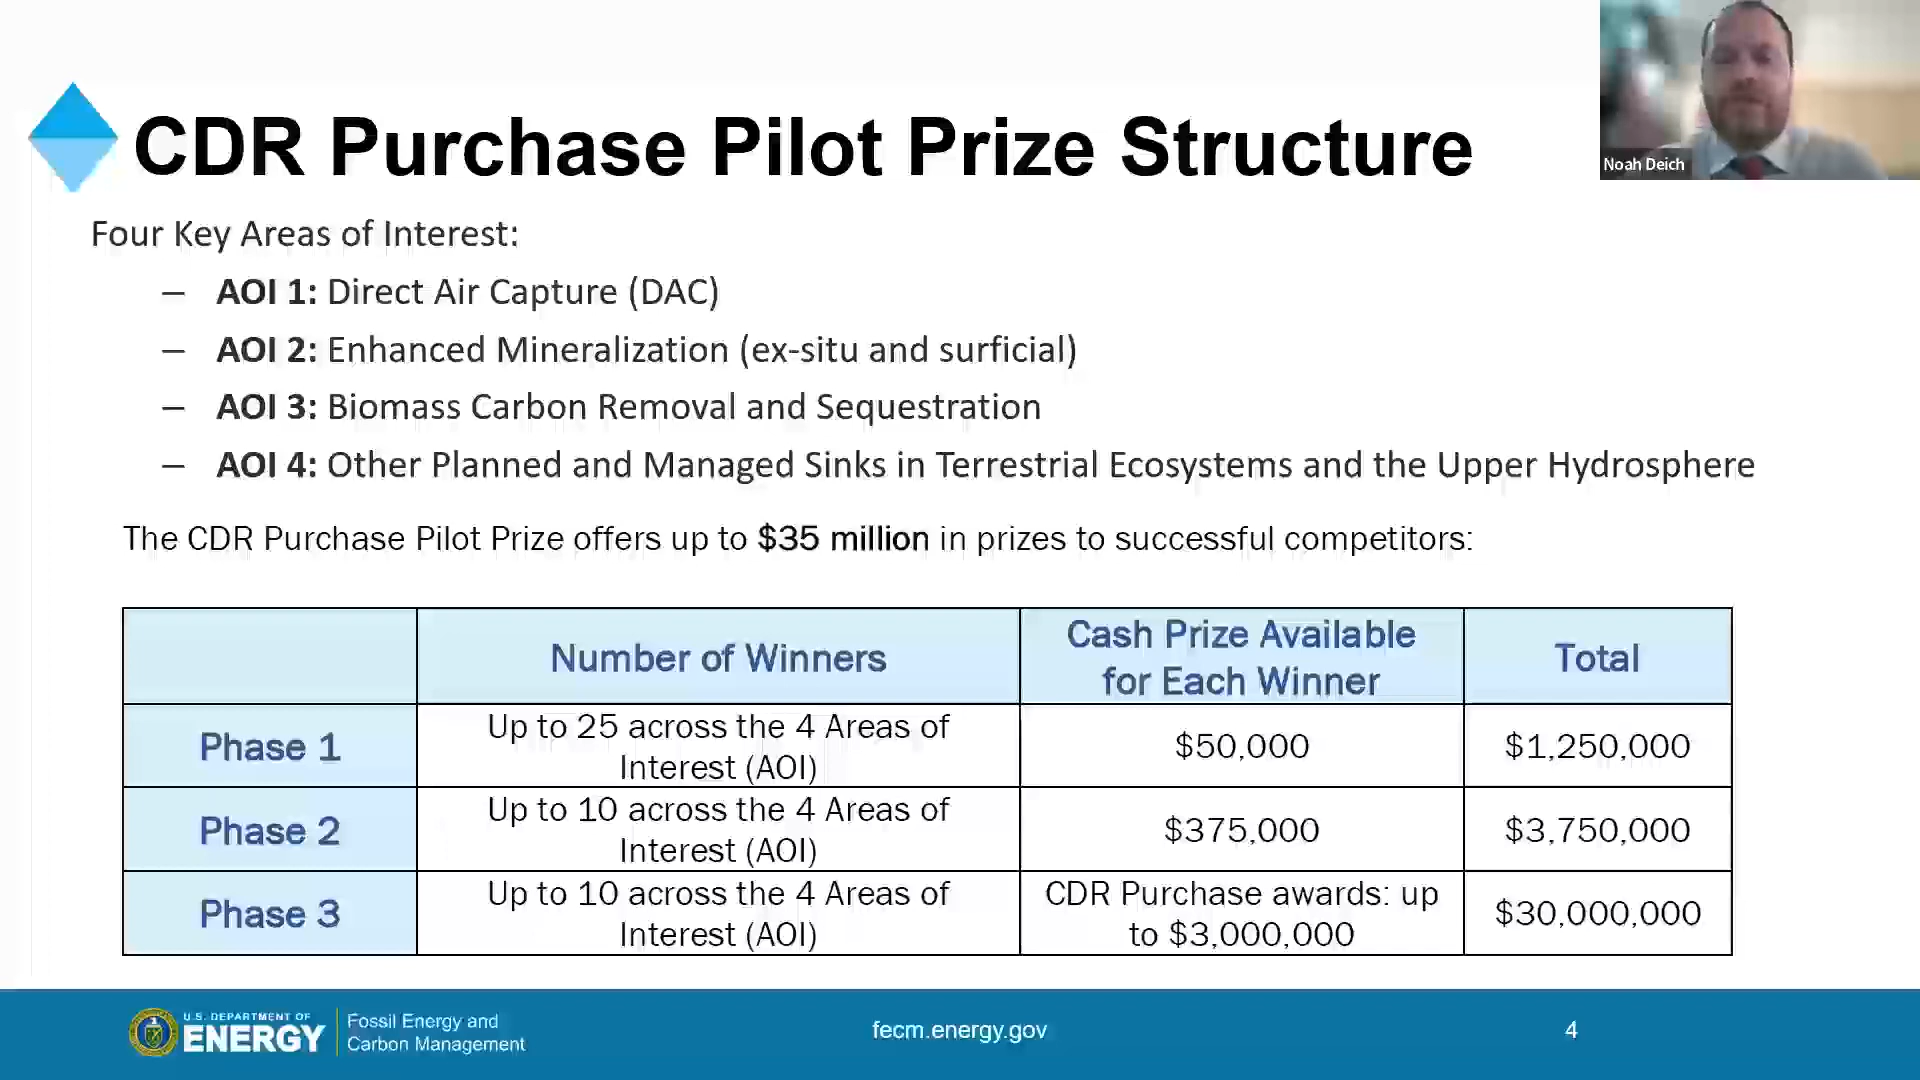 CDR Purchase Pilot Prize Structure
Noah Deich
Four Key Areas of Interest:
– AOI 1: Direct Air Capture (DAC)
– AOI 2: Enhanced Mineralization (ex-situ and surficial)
– AOI 3: Biomass Carbon Removal and Sequestration
– AOI 4: Other Planned and Managed Sinks in Terrestrial Ecosystems and the Upper Hydrosphere
The CDR Purchase Pilot Prize offers up to $35 million in prizes to successful competitors:
Number of Winners
Cash Prize Available
for Each Winner
Total
Phase 1
Up to 25 across the 4 Areas of
Interest (AOI)
$50,000
$1,250,000
Phase 2
Up to 10 across the 4 Areas of
Interest (AOI)
$375,000
$3,750,000
Phase 3
Up to 10 across the 4 Areas of
Interest (AOI)
CDR Purchase awards: up
to $3,000,000
$30,000,000
U.S. DEPARTMENT OF
ENERGY
Fossil Energy and
Carbon Management
fecm.energy.gov
4